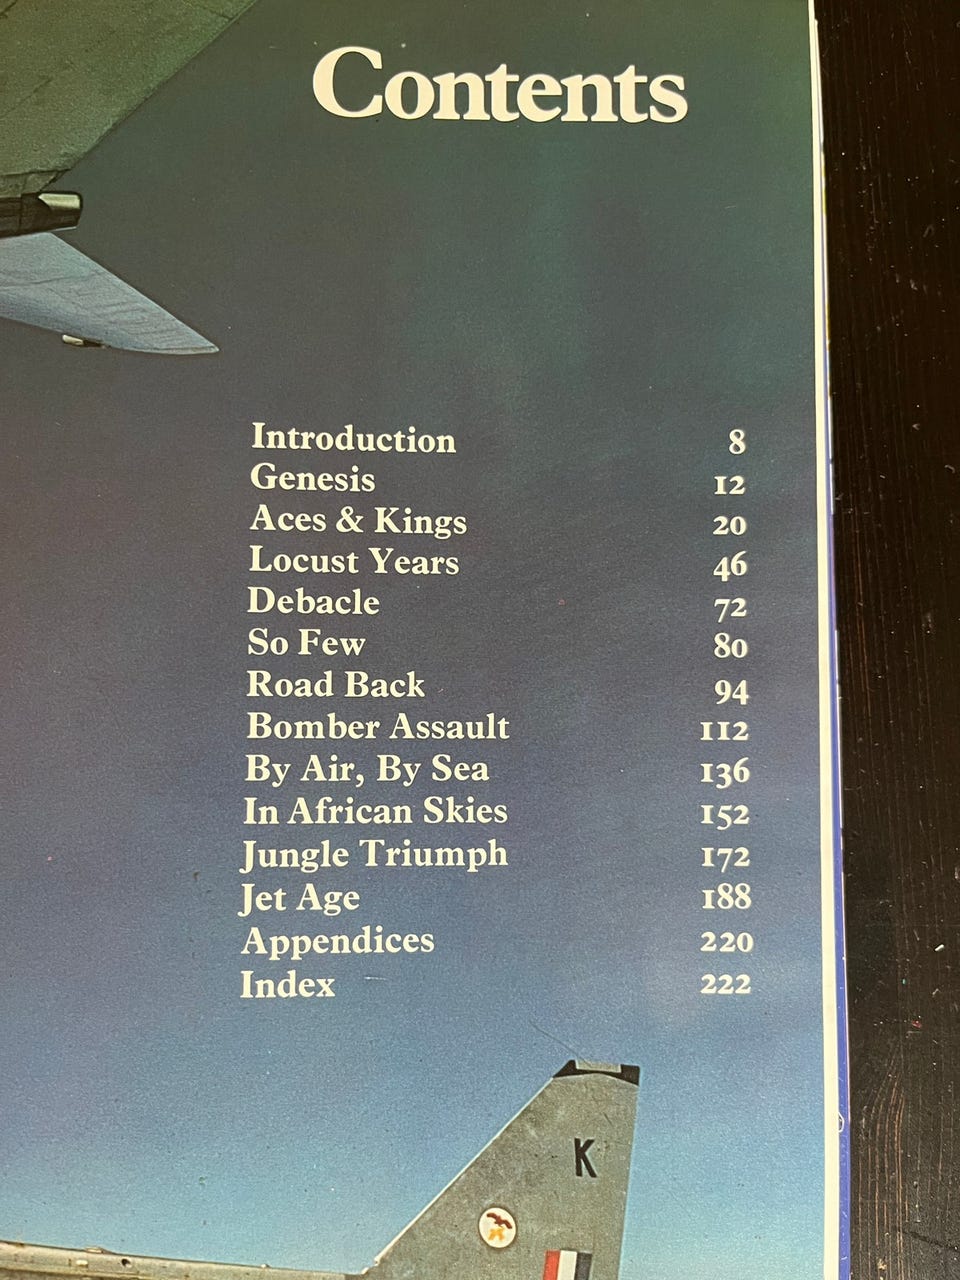 Contents
Introduction 8
Genesis 12
Aces & Kings 20
Locust Years 46
Debacle 72
So Few 80
Road Back 94
Bomber Assault 112
By Air, By Sea 136
In African Skies 152
Jungle Triumph 172
Jet Age 188
Appendices 220
Index 222
K